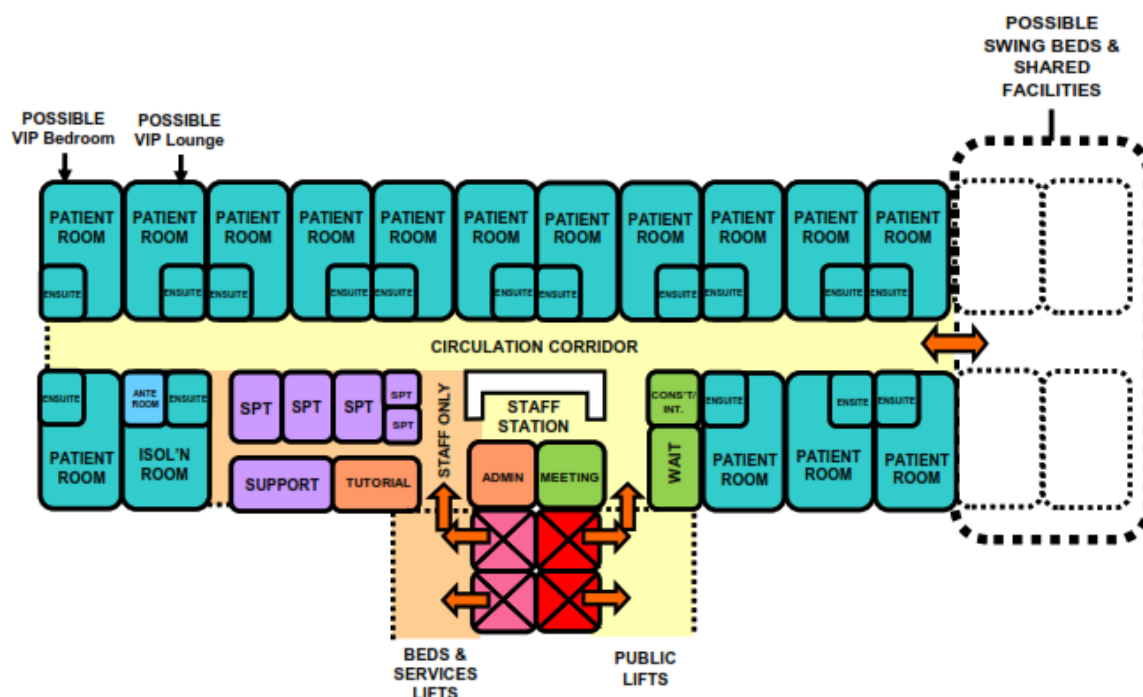 POSSIBLE
SWING BEDS &
SHARED
FACILITIES
POSSIBLE
VIP Bedroom
POSSIBLE
VIP Lounge
PATIENT
ROOM
PATIENT
ROOM
PATIENT
ROOM
PATIENT
ROOM
PATIENT
ROOM
PATIENT
ROOM
PATIENT
ROOM
PATIENT
ROOM
PATIENT
ROOM
PATIENT
ROOM
PATIENT
ROOM
ENSUITE
ENSUITE
ENSUITE
ENSUITE
ENSUITE
ENSUITE
ENSUITE
ENSUITE
ENSUITE
ENSUITE
ENSUITE
CIRCULATION CORRIDOR
ENSUITE
PATIENT
ROOM
ANTE
ROOM
ENSUITE
ISOL'N
ROOM
SPT
SPT
SPT
SPT
SPT
SUPPORT
TUTORIAL
STAFF ONLY
STAFF
STATION
ADMIN
MEETING
CONS'T/
INT.
WAIT
ENSUITE
PATIENT
ROOM
ENSITE
PATIENT
ROOM
ENSUITE
PATIENT
ROOM
BEDS &
SERVICES
LIFTS
PUBLIC
LIFTS